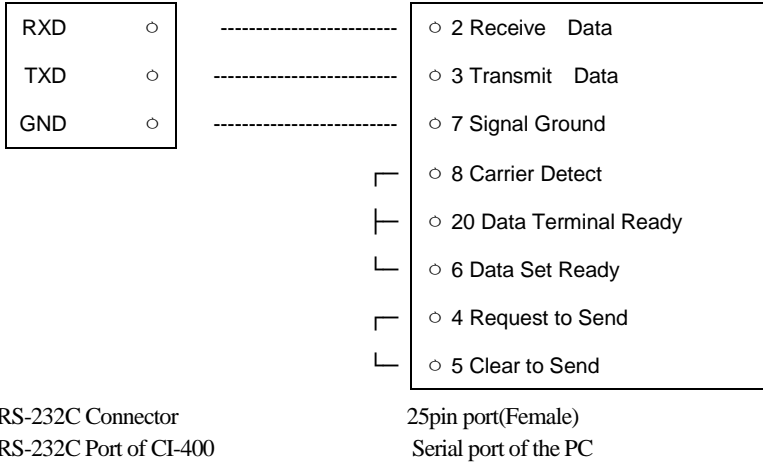 RXD 2 Receive Data
TXD 3 Transmit Data
GND 7 Signal Ground
8 Carrier Detect
20 Data Terminal Ready
6 Data Set Ready
4 Request to Send
5 Clear to Send
RS-232C Connector 25pin port(Female)
RS-232C Port of CI-400 Serial port of the PC